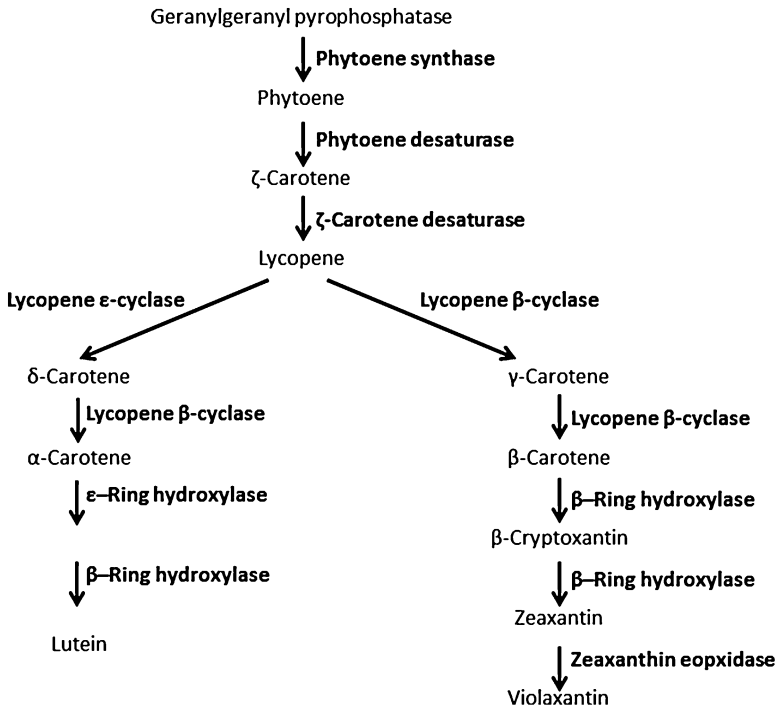 Geranylgeranyl pyrophosphatase
Phytoene synthase
Phytoene
Phytoene desaturase
ζ-Carotene
ζ-Carotene desaturase
Lycopene
Lycopene ε-cyclase
Lycopene β-cyclase
δ-Carotene
γ-Carotene
Lycopene β-cyclase
Lycopene β-cyclase
α-Carotene
β-Carotene
ε–Ring hydroxylase
β–Ring hydroxylase
β-Cryptoxantin
β–Ring hydroxylase
β–Ring hydroxylase
Zeaxantin
Lutein
Zeaxanthin eopxidase
Violaxantin